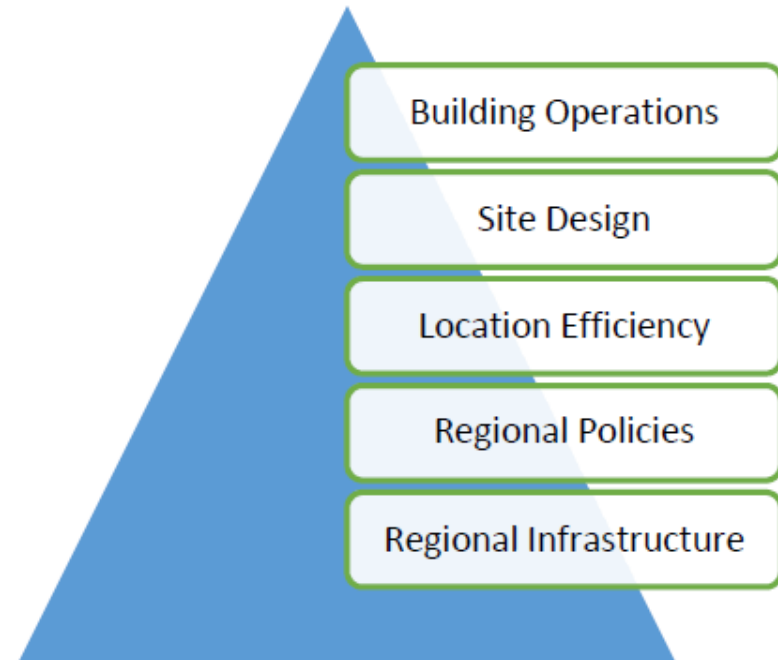 Building Operations
Site Design
Location Efficiency
Regional Policies
Regional Infrastructure